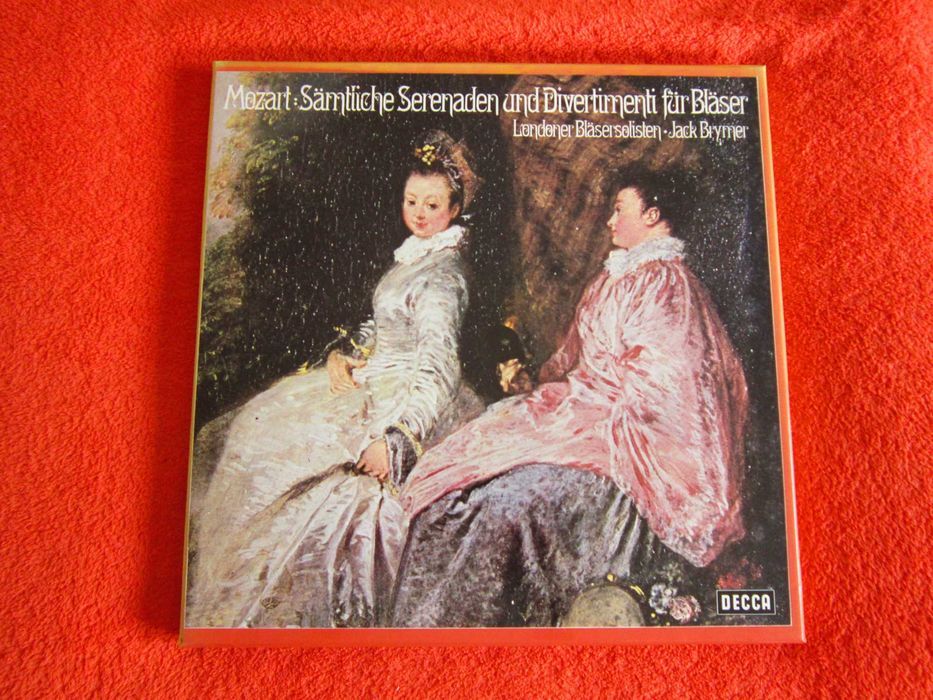 Mozart: Sämtliche Serenaden und Divertimenti für Bläser
Londoner Bläsersolisten · Jack Brymer
DECCA